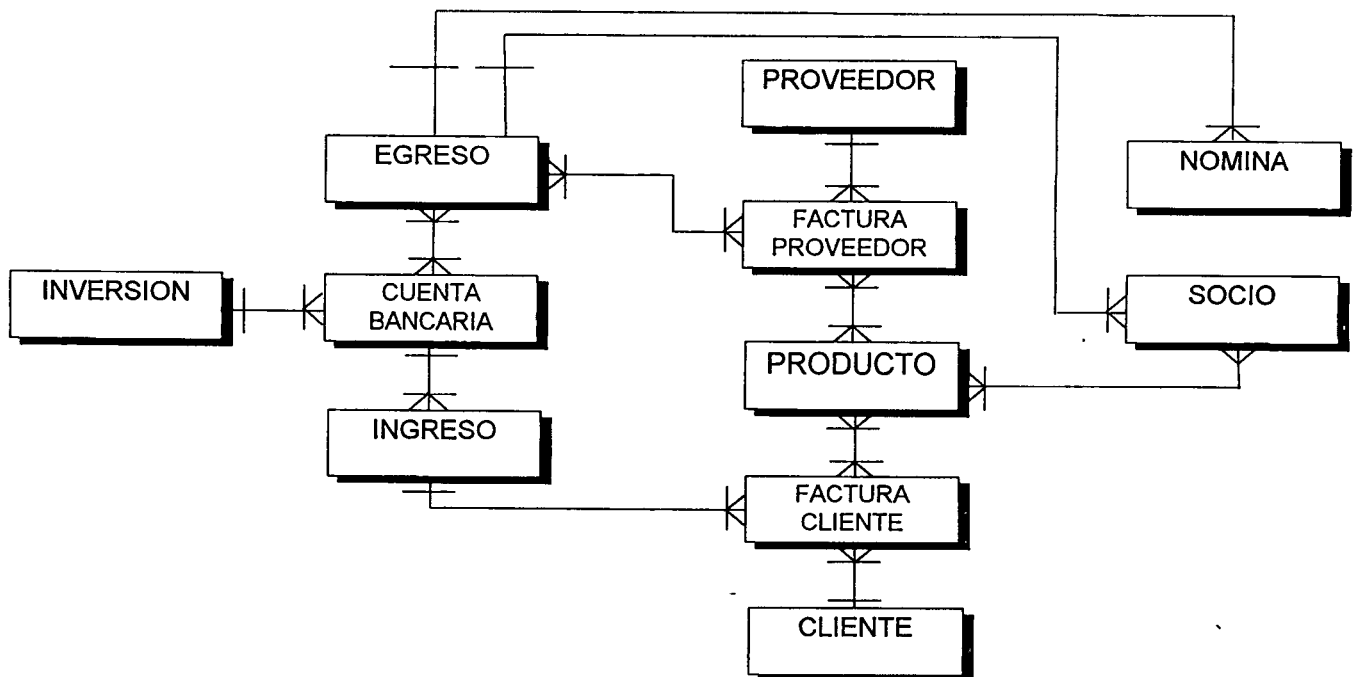 PROVEEDOR
EGRESO
NOMINA
FACTURA
PROVEEDOR
INVERSION
CUENTA
BANCARIA
SOCIO
PRODUCTO
INGRESO
FACTURA
CLIENTE
CLIENTE